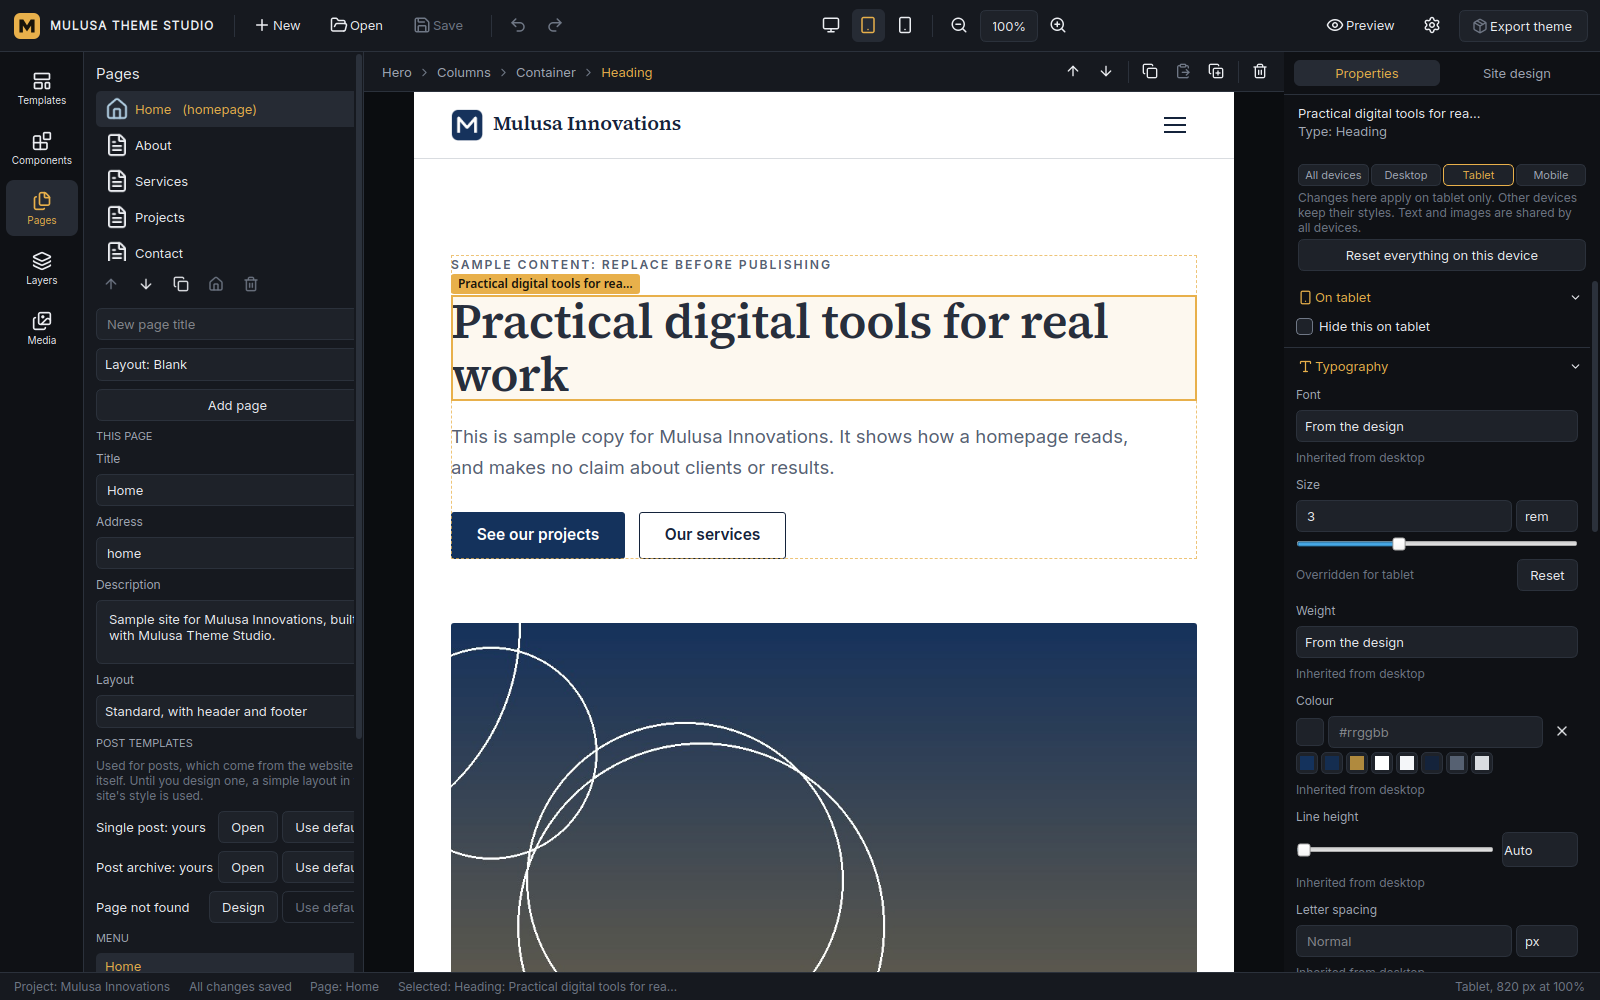 MULUSA THEME STUDIO
New
Open
Save
100%
Preview
Export theme
Templates
Components
Pages
Layers
Media
Pages
Home (homepage)
About
Services
Projects
Contact
New page title
Layout: Blank
Add page
THIS PAGE
Title
Home
Address
home
Description
Sample site for Mulusa Innovations, built
with Mulusa Theme Studio.
Layout
Standard, with header and footer
POST TEMPLATES
Used for posts, which come from the website
itself. Until you design one, a simple layout in
site's style is used.
Single post: yours Open Use defau
Post archive: yours Open Use defau
Page not found Design Use defau
MENU
Home
Hero > Columns > Container > Heading
Mulusa Innovations
SAMPLE CONTENT: REPLACE BEFORE PUBLISHING
Practical digital tools for rea...
Practical digital tools for real
work
This is sample copy for Mulusa Innovations. It shows how a homepage reads,
and makes no claim about clients or results.
See our projects
Our services
Properties
Site design
Practical digital tools for rea...
Type: Heading
All devices Desktop Tablet Mobile
Changes here apply on tablet only. Other devices
keep their styles. Text and images are shared by
all devices.
Reset everything on this device
On tablet
Hide this on tablet
Typography
Font
From the design
Inherited from desktop
Size
3 rem
Overridden for tablet Reset
Weight
From the design
Inherited from desktop
Colour
#rrggbb
Inherited from desktop
Line height
Auto
Inherited from desktop
Letter spacing
Normal px
Inherited from desktop
Project: Mulusa Innovations All changes saved Page: Home Selected: Heading: Practical digital tools for rea... Tablet, 820 px at 100%